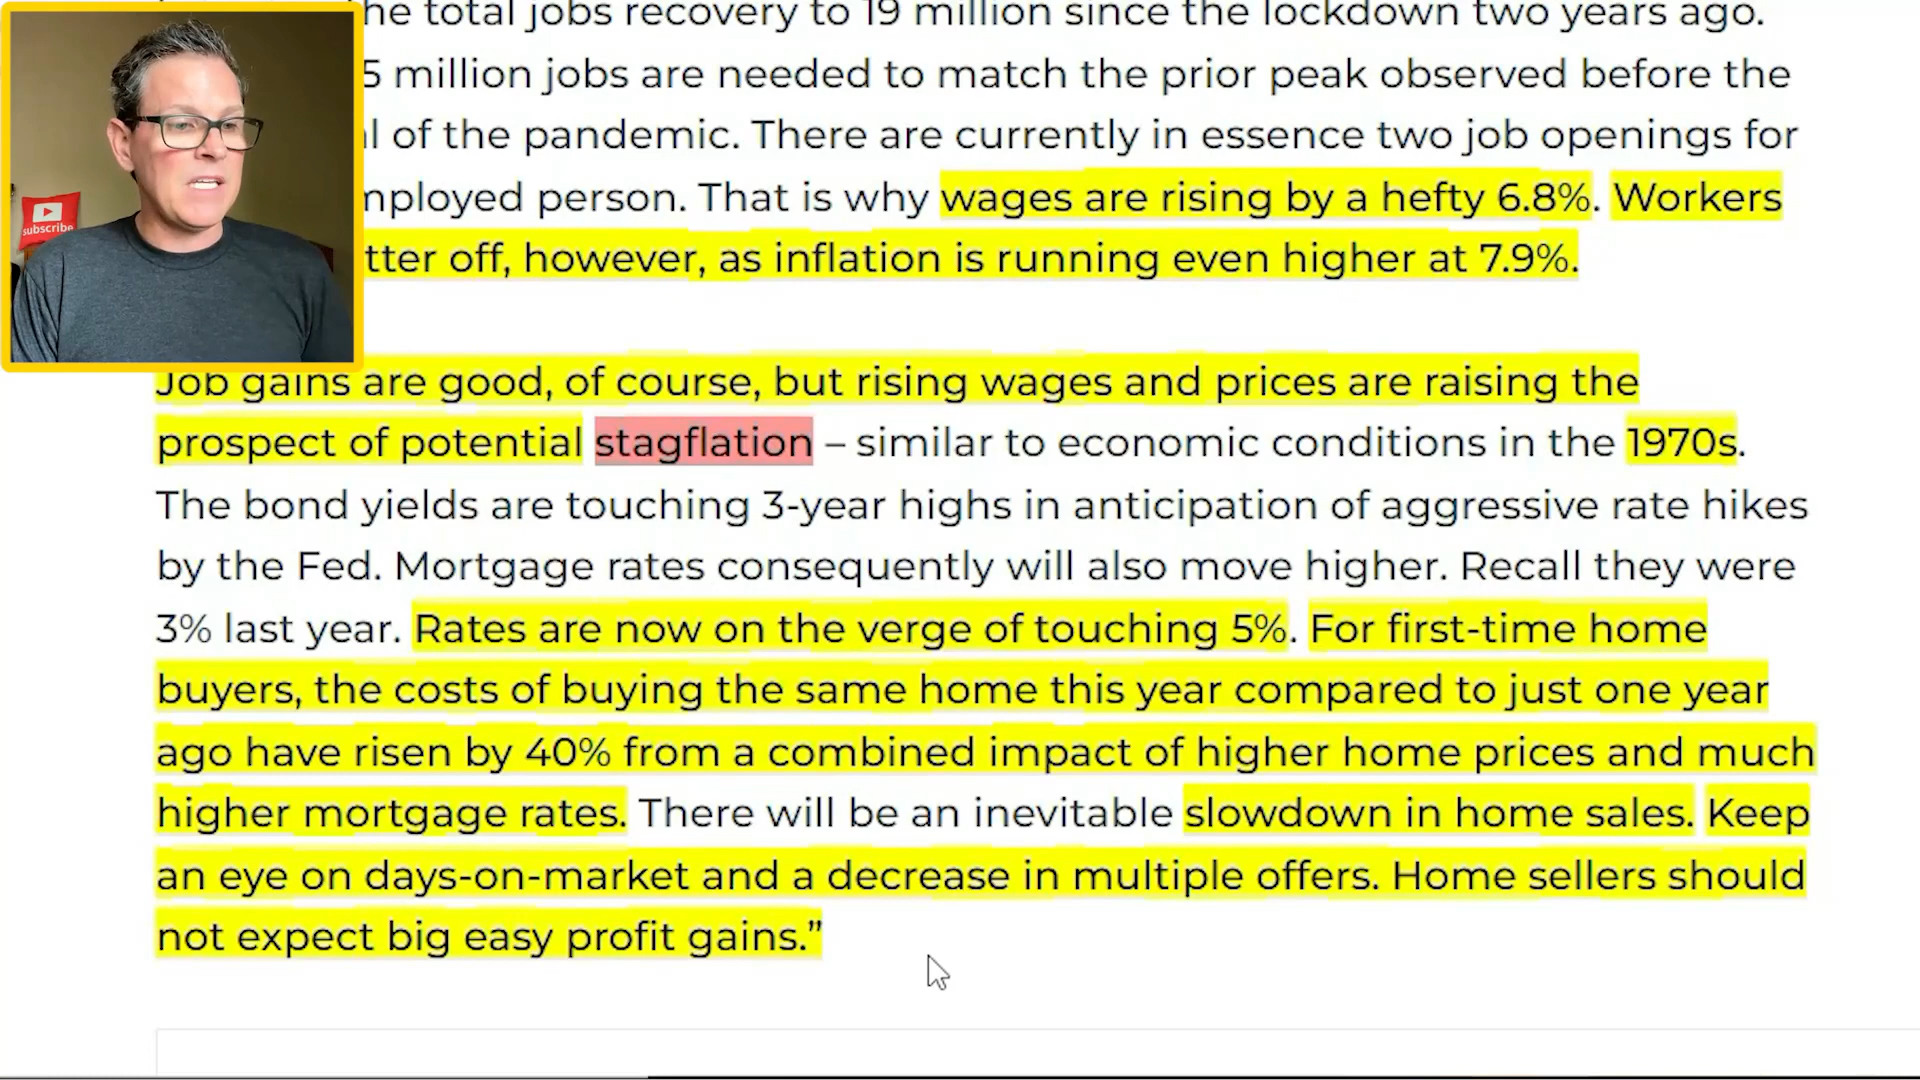 he total jobs recovery to 19 million since the lockdown two years ago.
5 million jobs are needed to match the prior peak observed before the
l of the pandemic. There are currently in essence two job openings for
mployed person. That is why wages are rising by a hefty 6.8%. Workers
subscribe
tter off, however, as inflation is running even higher at 7.9%.
Job gains are good, of course, but rising wages and prices are raising the
prospect of potential stagflation – similar to economic conditions in the 1970s.
The bond yields are touching 3-year highs in anticipation of aggressive rate hikes
by the Fed. Mortgage rates consequently will also move higher. Recall they were
3% last year. Rates are now on the verge of touching 5%. For first-time home
buyers, the costs of buying the same home this year compared to just one year
ago have risen by 40% from a combined impact of higher home prices and much
higher mortgage rates. There will be an inevitable slowdown in home sales. Keep
an eye on days-on-market and a decrease in multiple offers. Home sellers should
not expect big easy profit gains.”